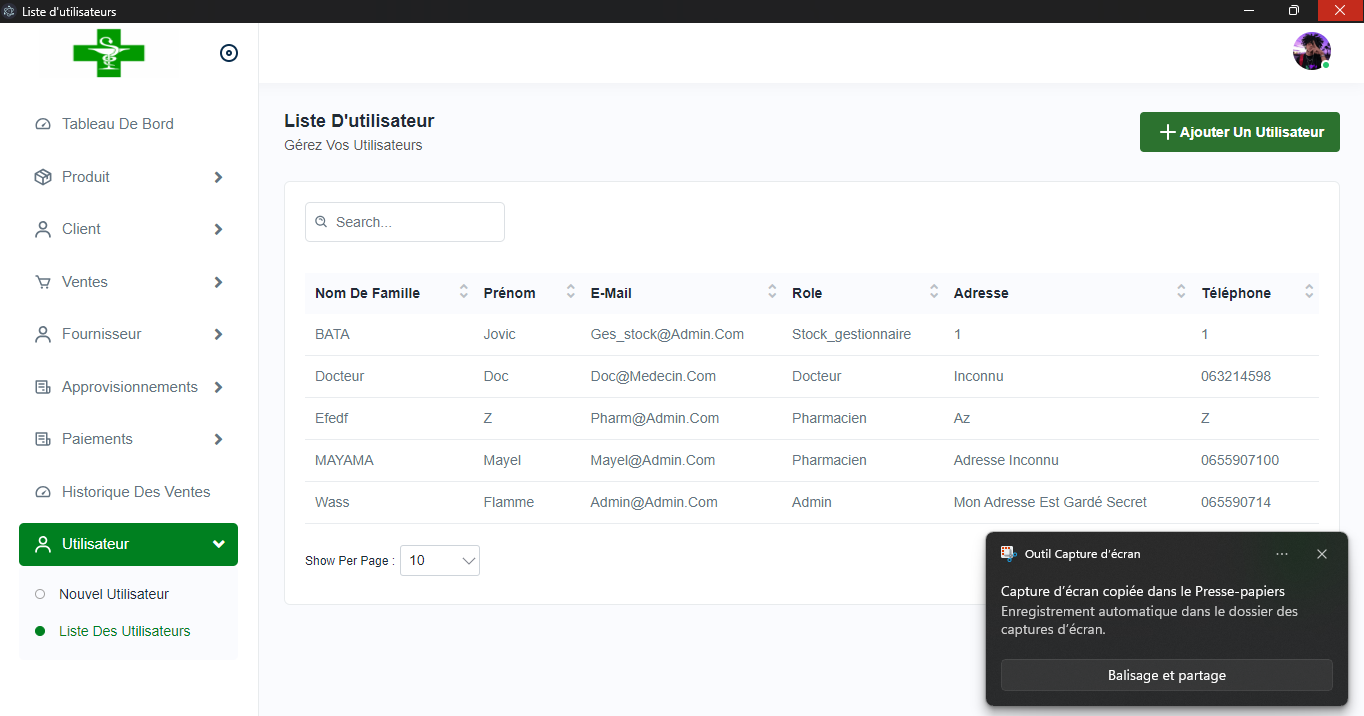 Liste d'utilisateurs
Tableau De Bord
Produit
Client
Ventes
Fournisseur
Approvisionnements
Paiements
Historique Des Ventes
Utilisateur
Nouvel Utilisateur
Liste Des Utilisateurs
Liste D'utilisateur
Gérez Vos Utilisateurs
Ajouter Un Utilisateur
Search...
Nom De Famille Prénom E-Mail Role Adresse Téléphone
BATA Jovic Ges_stock@Admin.Com Stock_gestionnaire 1 1
Docteur Doc Doc@Medecin.Com Docteur Inconnu 063214598
Efedf Z Pharm@Admin.Com Pharmacien Az Z
MAYAMA Mayel Mayel@Admin.Com Pharmacien Adresse Inconnu 0655907100
Wass Flamme Admin@Admin.Com Admin Mon Adresse Est Gardé Secret 065590714
Show Per Page : 10
Outil Capture d'écran
Capture d'écran copiée dans le Presse-papiers
Enregistrement automatique dans le dossier des
captures d'écran.
Balisage et partage